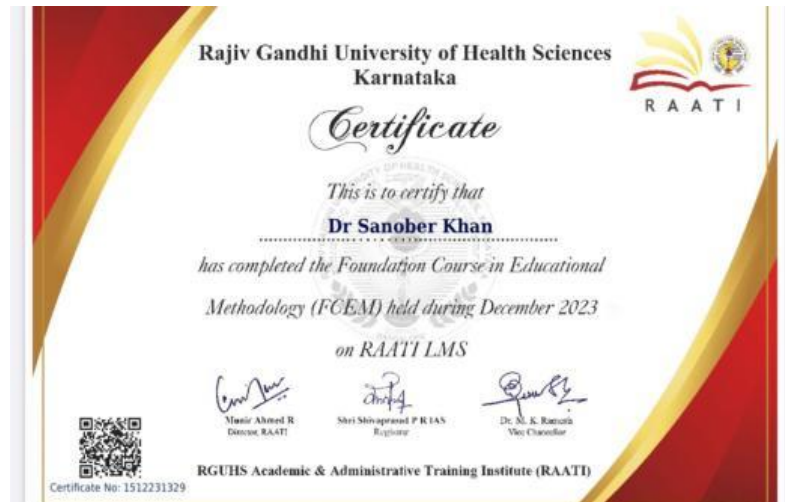 Rajiv Gandhi University of Health Sciences
Karnataka
RAATI
Certificate
This is to certify that
Dr Sanober Khan
has completed the Foundation Course in Educational
Methodology (FCEM) held during December 2023
on RAATI LMS
Munir Ahmed R
Director, RAATI
Shri Shivaprasad P R IAS
Registrar
Dr. M. K. Ramesh
Vice Chancellor
RGUHS Academic & Administrative Training Institute (RAATI)
Certificate No: 1512231329